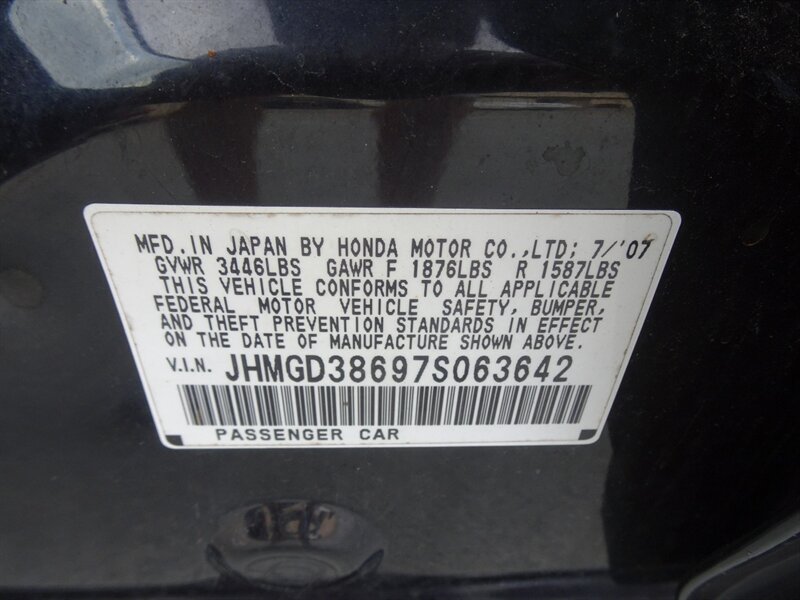 MFD. IN JAPAN BY HONDA MOTOR CO., LTD; 7/'07
GVWR 3446LBS GAWR F 1876LBS R 1587LBS
THIS VEHICLE CONFORMS TO ALL APPLICABLE
FEDERAL MOTOR VEHICLE SAFETY, BUMPER,
AND THEFT PREVENTION STANDARDS IN EFFECT
ON THE DATE OF MANUFACTURE SHOWN ABOVE.
V.I.N. JHMGD38697S063642
PASSENGER CAR